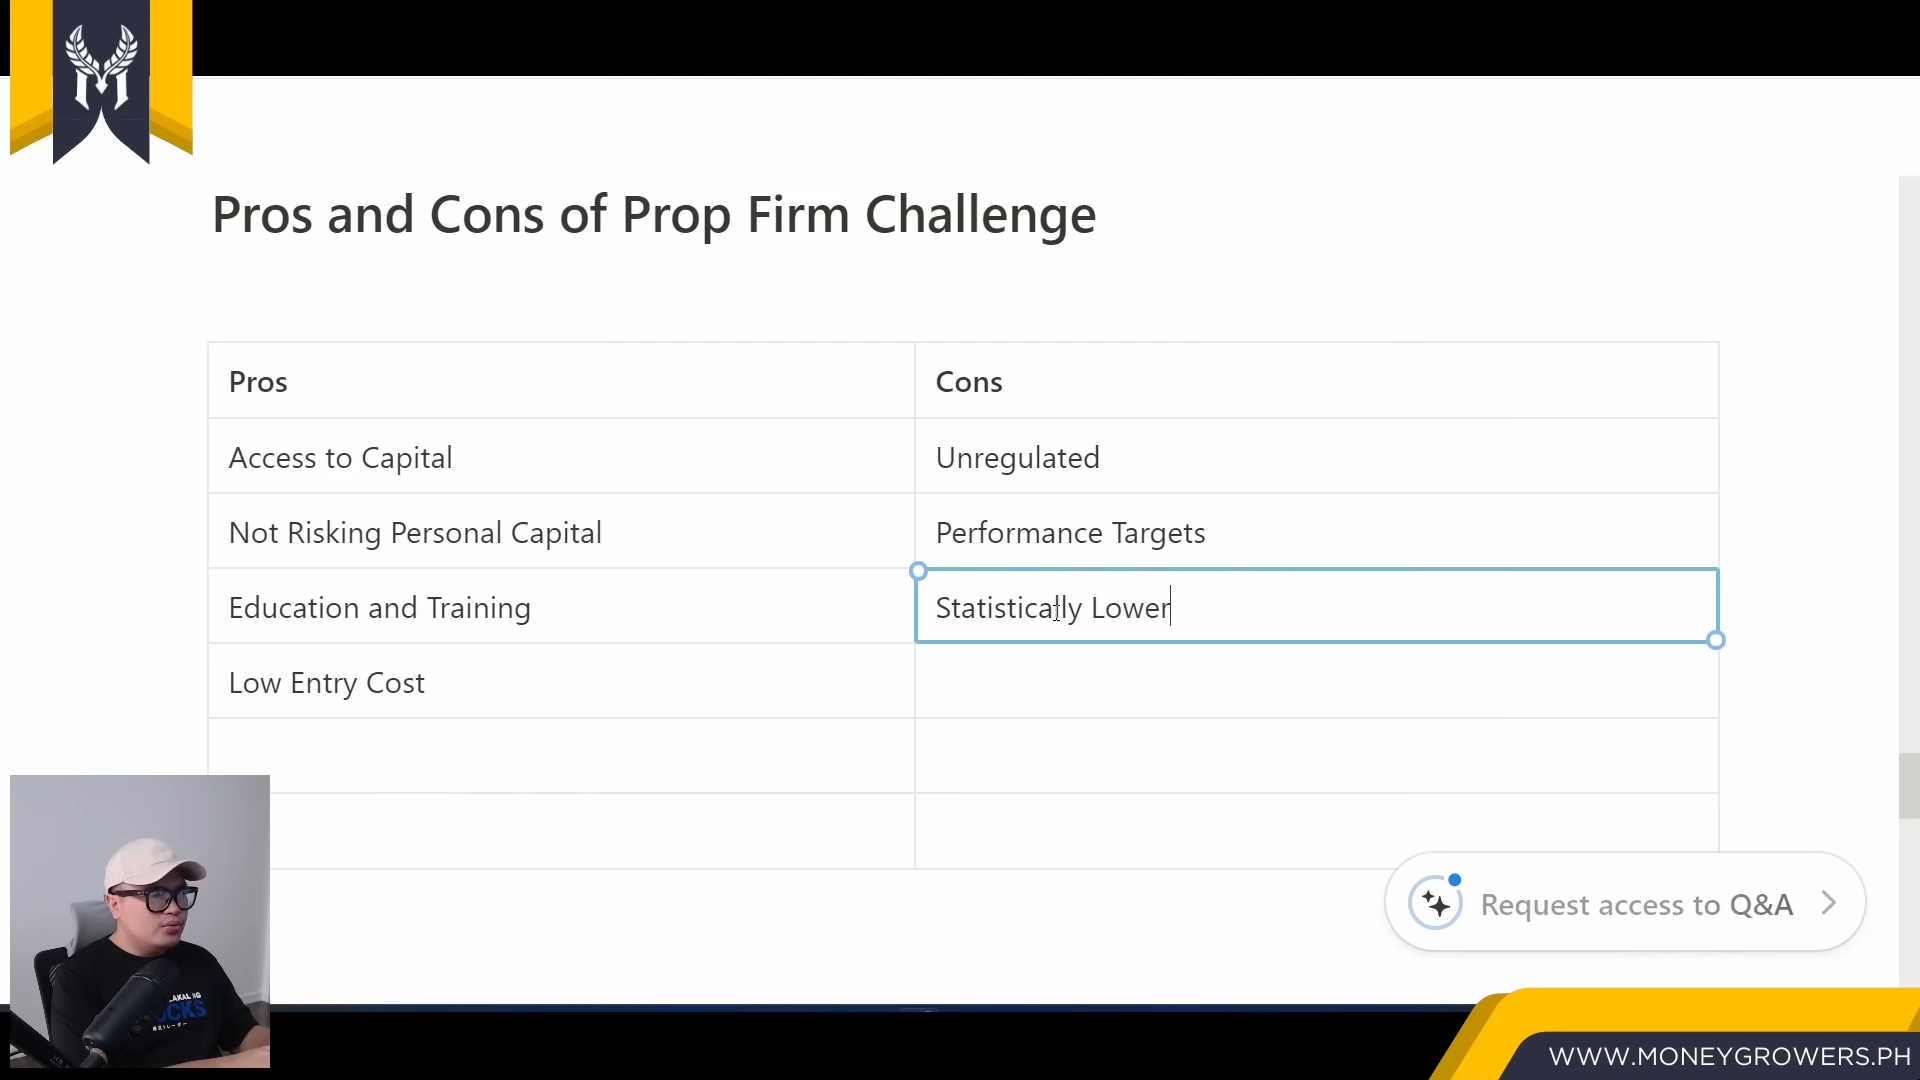 Pros and Cons of Prop Firm Challenge
Pros
Cons
Access to Capital
Unregulated
Not Risking Personal Capital
Performance Targets
Education and Training
Statistically Lower
Low Entry Cost
Request access to Q&A
WWW.MONEYGROWERS.PH